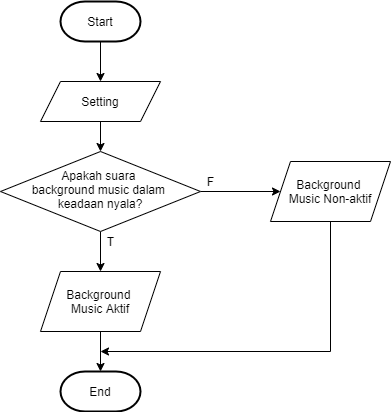 Start
Setting
Apakah suara
background music dalam
keadaan nyala?
F
Background
Music Non-aktif
T
Background
Music Aktif
End